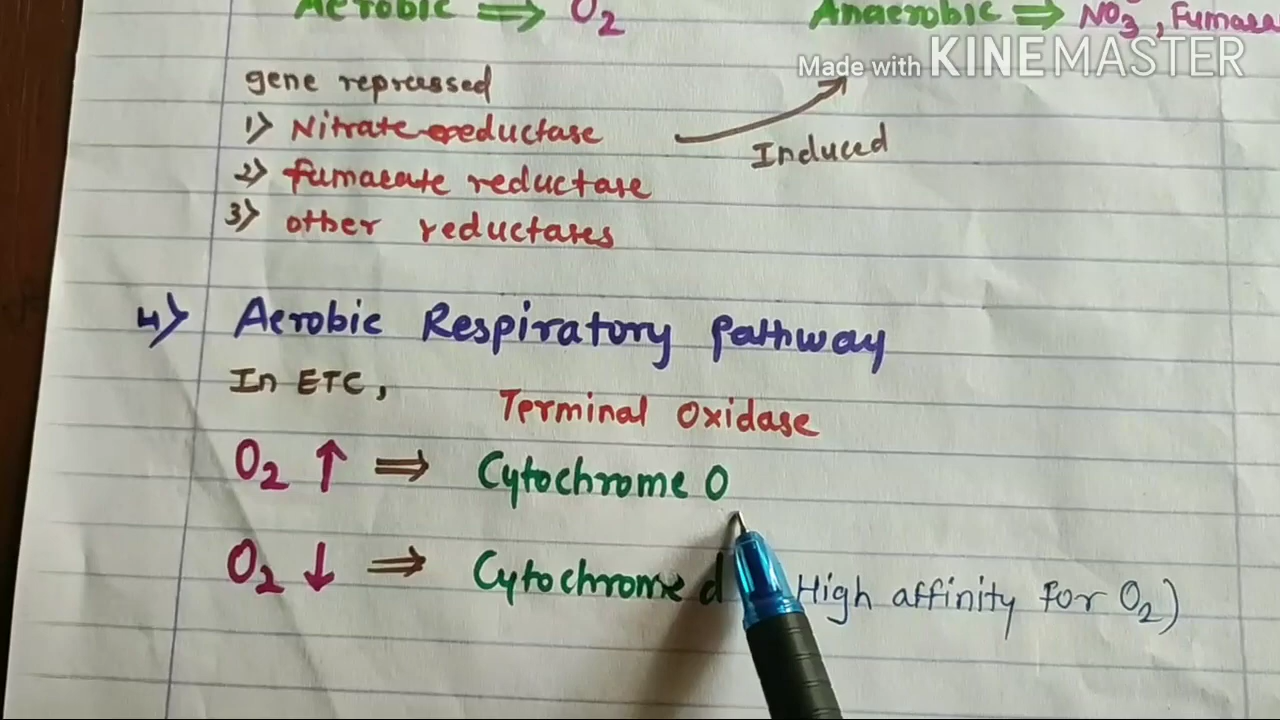 Aerobic ⇒ O₂ Anaerobic ⇒ NO₃⁻, Fumara
Made with KINEMASTER
gene repressed
1) Nitrate reductase
Induced
2) fumarate reductase
3) other reductases
4) Aerobic Respiratory Pathway
In ETC,
Terminal Oxidase
O₂ ↑ ⇒ Cytochrome O
O₂ ↓ ⇒ Cytochrome d High affinity for O₂)